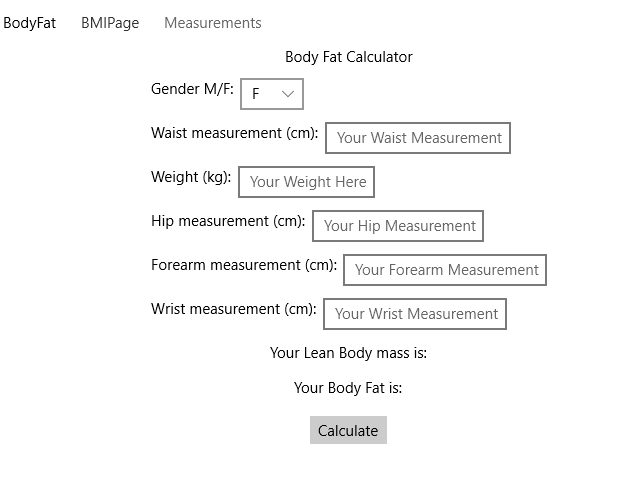 BodyFat BMIPage Measurements
Body Fat Calculator
Gender M/F: F
Waist measurement (cm): Your Waist Measurement
Weight (kg): Your Weight Here
Hip measurement (cm): Your Hip Measurement
Forearm measurement (cm): Your Forearm Measurement
Wrist measurement (cm): Your Wrist Measurement
Your Lean Body mass is:
Your Body Fat is:
Calculate